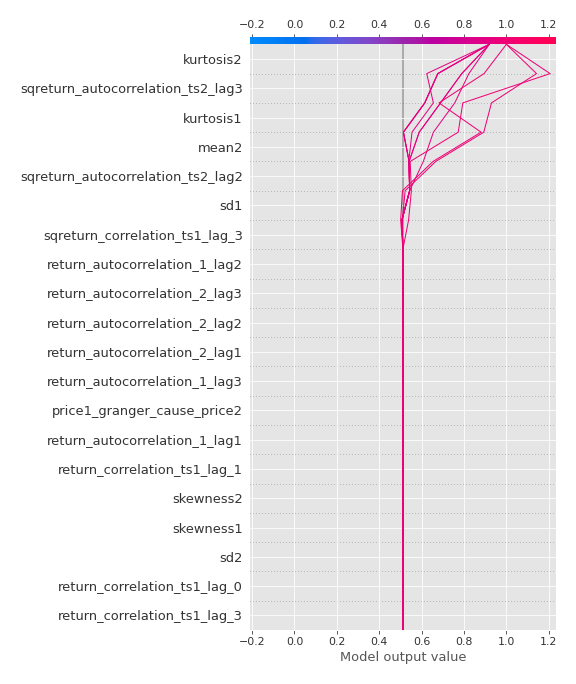 −0.2 0.0 0.2 0.4 0.6 0.8 1.0 1.2
kurtosis2
sqreturn_autocorrelation_ts2_lag3
kurtosis1
mean2
sqreturn_autocorrelation_ts2_lag2
sd1
sqreturn_correlation_ts1_lag_3
return_autocorrelation_1_lag2
return_autocorrelation_2_lag3
return_autocorrelation_2_lag2
return_autocorrelation_2_lag1
return_autocorrelation_1_lag3
price1_granger_cause_price2
return_autocorrelation_1_lag1
return_correlation_ts1_lag_1
skewness2
skewness1
sd2
return_correlation_ts1_lag_0
return_correlation_ts1_lag_3
−0.2 0.0 0.2 0.4 0.6 0.8 1.0 1.2
Model output value